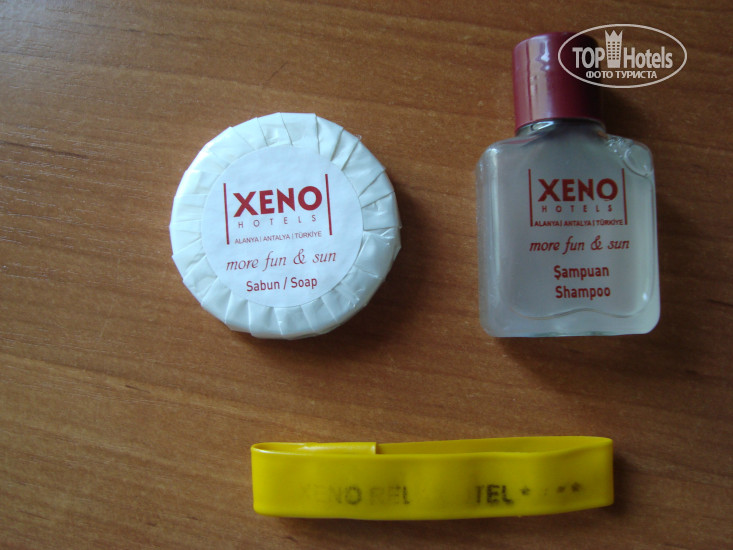 TOP Hotels
ФОТО ТУРИСТА
XENO
HOTELS
ALANYA | ANTALYA | TÜRKİYE
more fun & sun
Sabun / Soap
XENO
HOTELS
ALANYA | ANTALYA | TÜRKİYE
more fun & sun
Şampuan
Shampoo
XENO